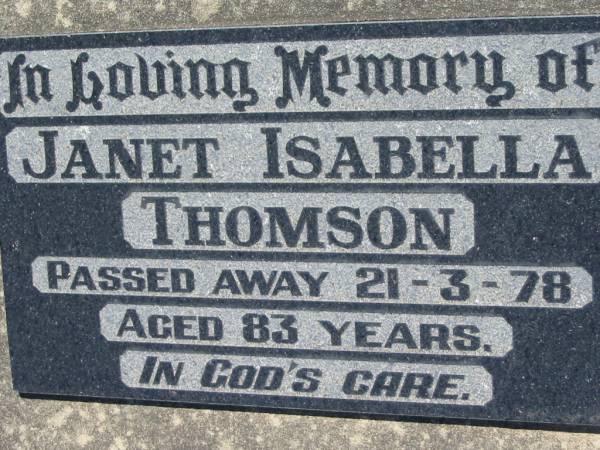 In Loving Memory of
JANET ISABELLA
THOMSON
PASSED AWAY 21-3-78
AGED 83 YEARS.
IN GOD'S CARE.